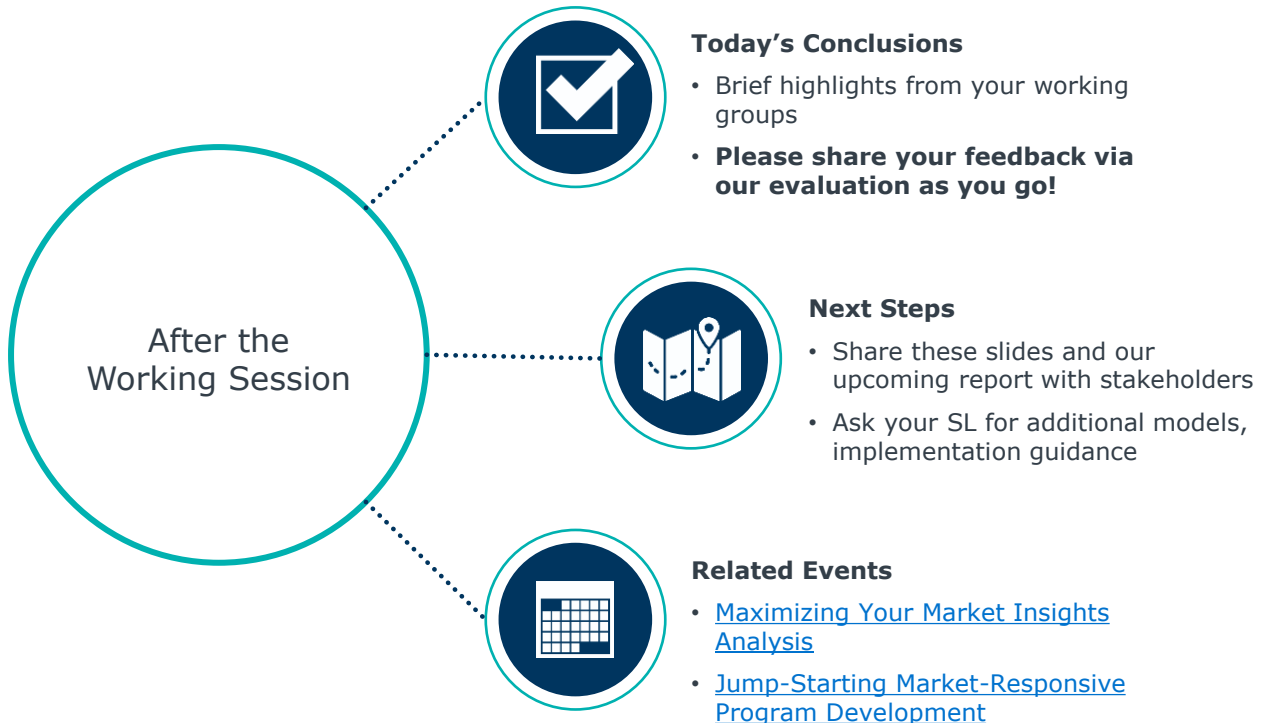 Today’s Conclusions
• Brief highlights from your working
groups
• Please share your feedback via
our evaluation as you go!
After the
Working Session
Next Steps
• Share these slides and our
upcoming report with stakeholders
• Ask your SL for additional models,
implementation guidance
Related Events
• Maximizing Your Market Insights
Analysis
• Jump-Starting Market-Responsive
Program Development